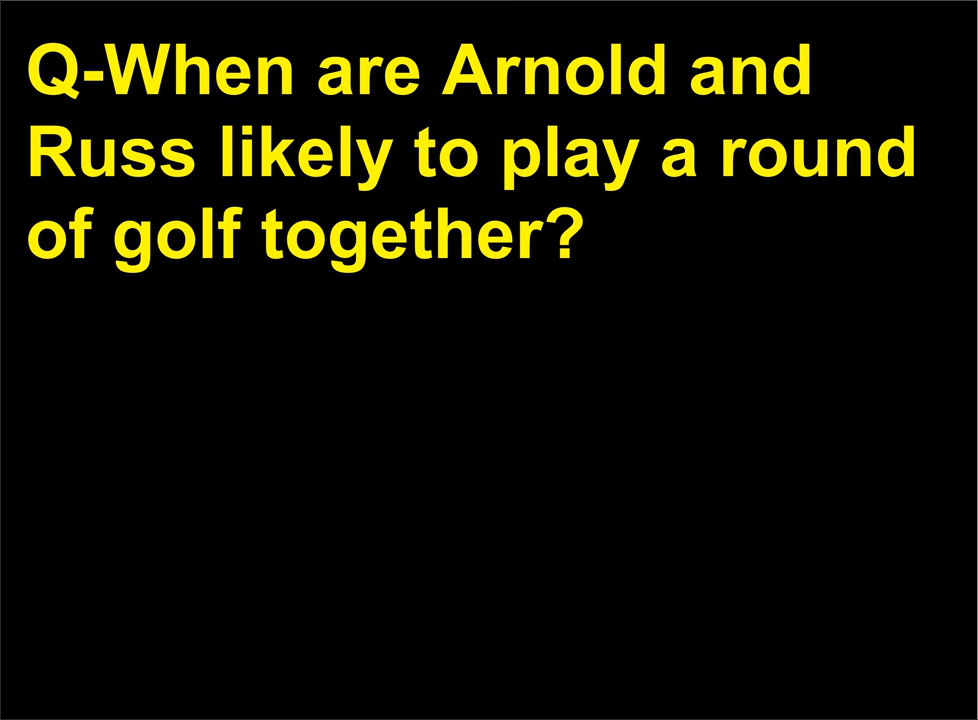 Q-When are Arnold and
Russ likely to play a round
of golf together?